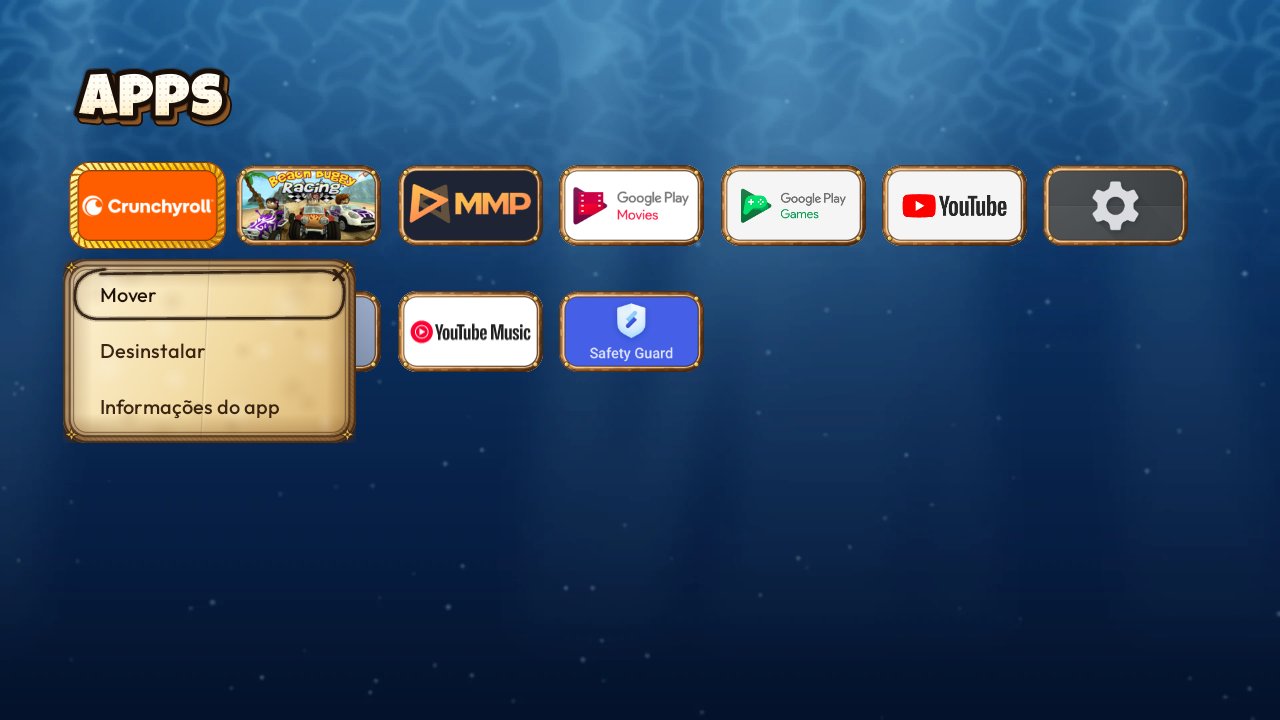 APPS
Crunchyroll
Beach Buggy
Racing
MMP
Google Play
Movies
Google Play
Games
YouTube
Mover
Desinstalar
Informações do app
YouTube Music
Safety Guard